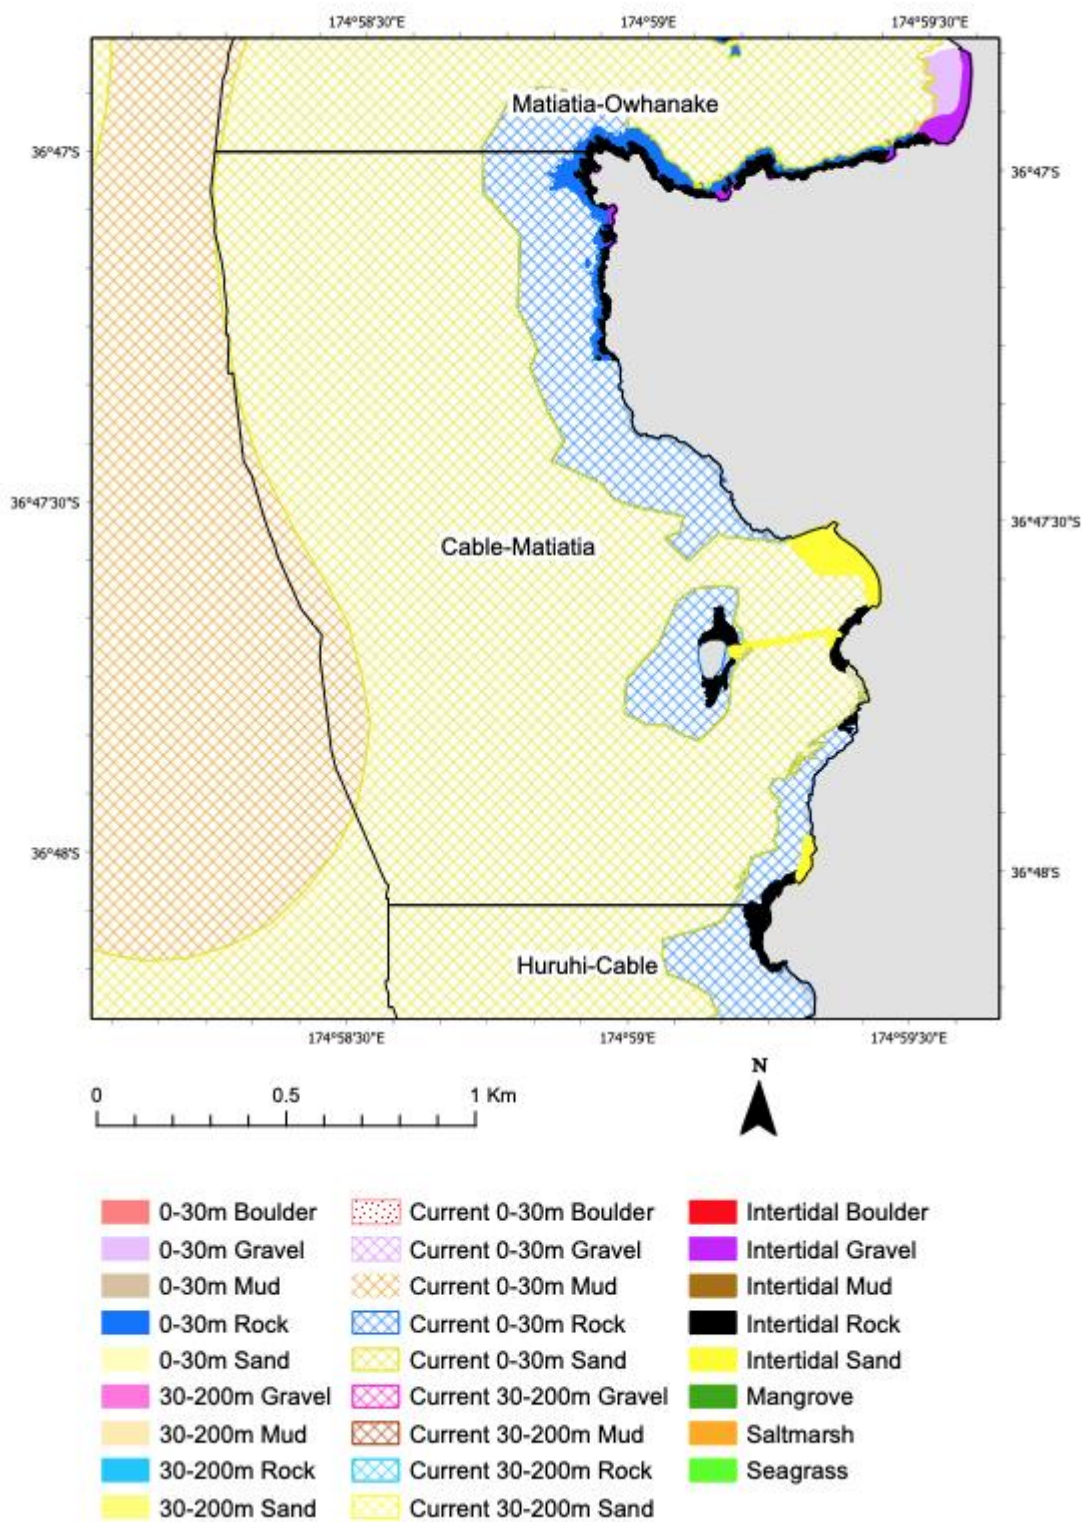 174°58'30"E 174°59'E 174°59'30"E
Matiatia-Owhanake
36°47'S 36°47'S
36°47'30"S 36°47'30"S
Cable-Matiatia
36°48'S 36°48'S
Huruhi-Cable
174°58'30"E 174°59'E 174°59'30"E
N
0 0.5 1 Km
0-30m Boulder Current 0-30m Boulder Intertidal Boulder
0-30m Gravel Current 0-30m Gravel Intertidal Gravel
0-30m Mud Current 0-30m Mud Intertidal Mud
0-30m Rock Current 0-30m Rock Intertidal Rock
0-30m Sand Current 0-30m Sand Intertidal Sand
30-200m Gravel Current 30-200m Gravel Mangrove
30-200m Mud Current 30-200m Mud Saltmarsh
30-200m Rock Current 30-200m Rock Seagrass
30-200m Sand Current 30-200m Sand